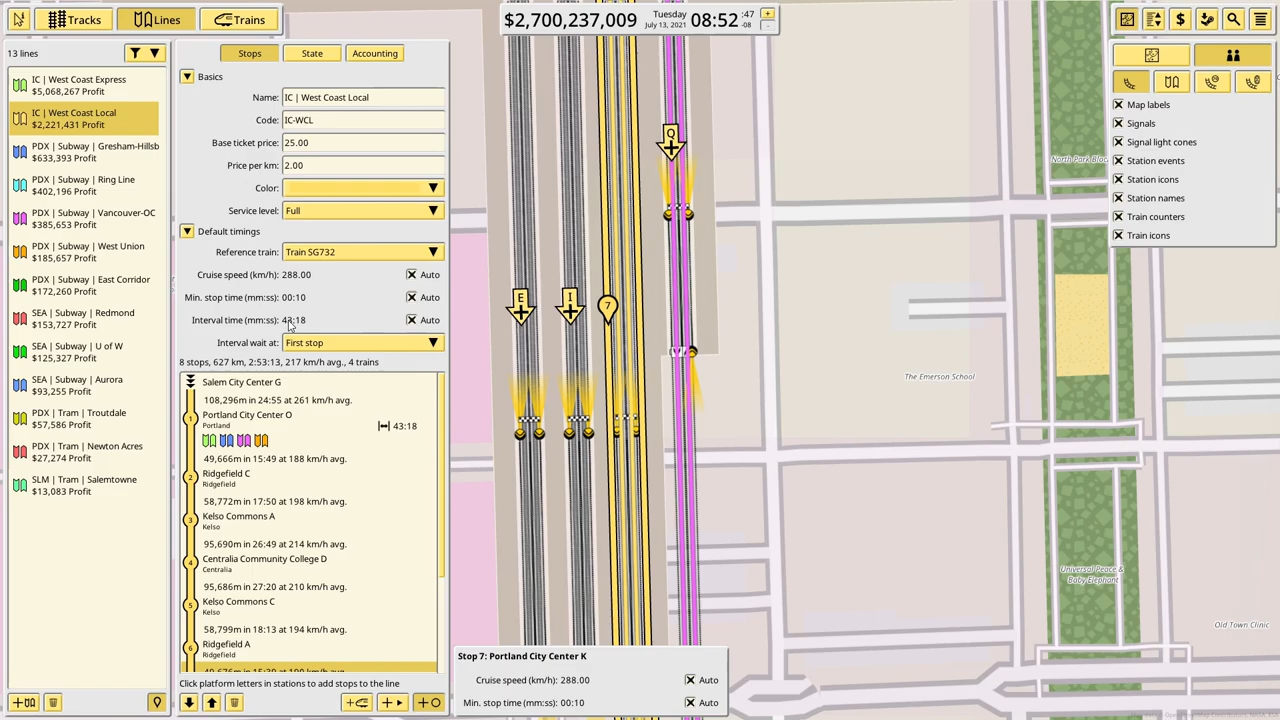 Tracks
Lines
Trains
$2,700,237,009
Tuesday
July 13, 2021
08:52
:47
-08
+
-
13 lines
IC | West Coast Express
$5,068,267 Profit
IC | West Coast Local
$2,221,431 Profit
PDX | Subway | Gresham-Hillsb
$633,393 Profit
PDX | Subway | Ring Line
$402,196 Profit
PDX | Subway | Vancouver-OC
$385,653 Profit
PDX | Subway | West Union
$185,657 Profit
PDX | Subway | East Corridor
$172,260 Profit
SEA | Subway | Redmond
$153,727 Profit
SEA | Subway | U of W
$125,327 Profit
SEA | Subway | Aurora
$93,255 Profit
PDX | Tram | Troutdale
$57,586 Profit
PDX | Tram | Newton Acres
$27,274 Profit
SLM | Tram | Salemtowne
$13,083 Profit
Stops
State
Accounting
Basics
Name: IC | West Coast Local
Code: IC-WCL
Base ticket price: 25.00
Price per km: 2.00
Color:
Service level: Full
Default timings
Reference train: Train SG732
Cruise speed (km/h): 288.00 Auto
Min. stop time (mm:ss): 00:10 Auto
Interval time (mm:ss): 43:18 Auto
Interval wait at: First stop
8 stops, 627 km, 2:53:13, 217 km/h avg., 4 trains
Salem City Center G
108,296m in 24:55 at 261 km/h avg.
1
Portland City Center O
Portland
43:18
49,666m in 15:49 at 188 km/h avg.
2
Ridgefield C
Ridgefield
58,772m in 17:50 at 198 km/h avg.
3
Kelso Commons A
Kelso
95,690m in 26:49 at 214 km/h avg.
4
Centralia Community College D
Centralia
95,686m in 27:20 at 210 km/h avg.
5
Kelso Commons C
Kelso
58,799m in 18:13 at 194 km/h avg.
6
Ridgefield A
Ridgefield
Click platform letters in stations to add stops to the line
Q
E
I
7
Stop 7: Portland City Center K
Cruise speed (km/h): 288.00 Auto
Min. stop time (mm:ss): 00:10 Auto
Map labels
Signals
Signal light cones
Station events
Station icons
Station names
Train counters
Train icons
North Park Bloc
The Emerson School
Universal Peace &
Baby Elephant
Old Town Clinic